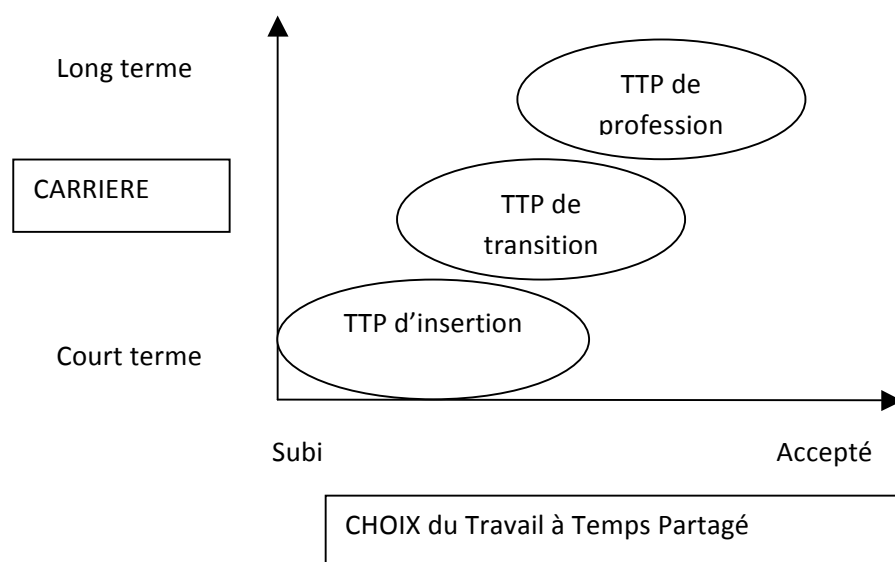 Long terme
TTP de
profession
CARRIERE
TTP de
transition
TTP d’insertion
Court terme
Subi
Accepté
CHOIX du Travail à Temps Partagé